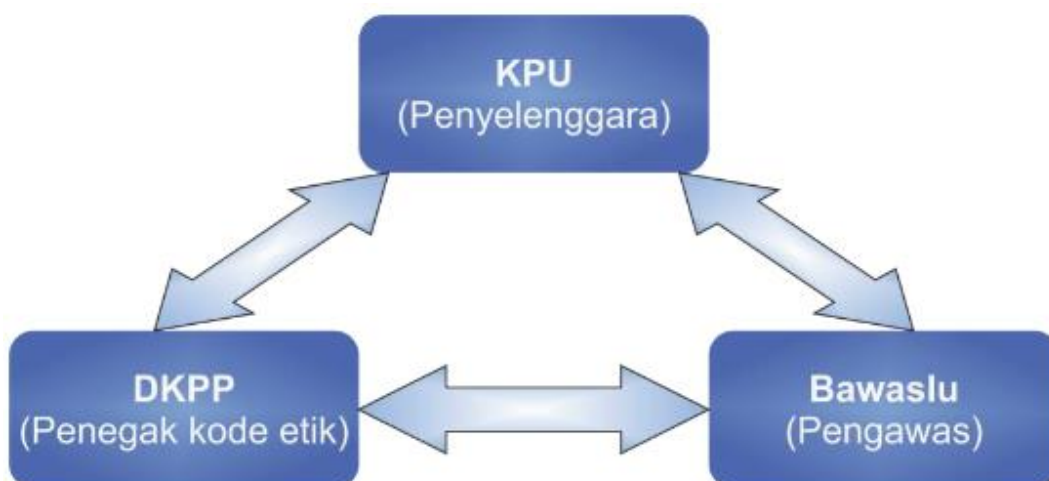 KPU
(Penyelenggara)
DKPP
(Penegak kode etik)
Bawaslu
(Pengawas)